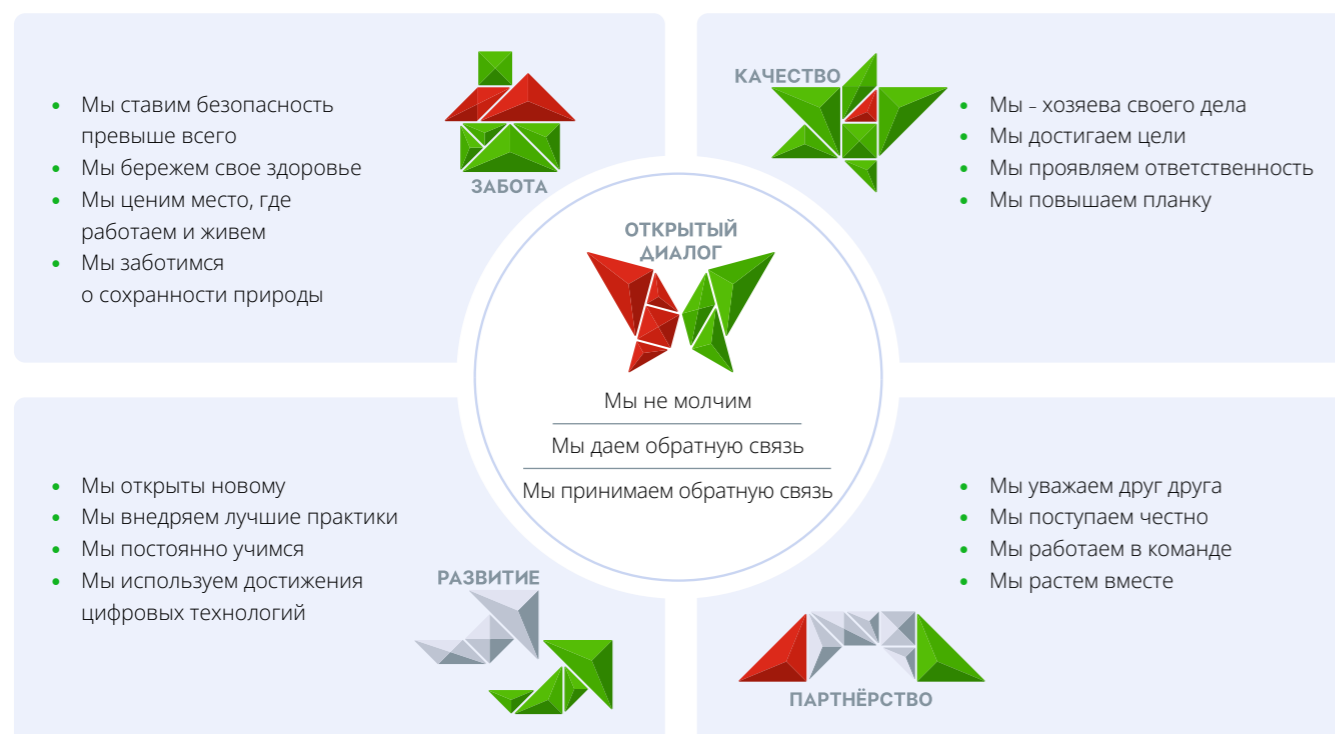 Мы ставим безопасность
превыше всего
Мы бережем свое здоровье
Мы ценим место, где
работаем и живем
Мы заботимся
о сохранности природы
ЗАБОТА
КАЧЕСТВО
Мы – хозяева своего дела
Мы достигаем цели
Мы проявляем ответственность
Мы повышаем планку
ОТКРЫТЫЙ
ДИАЛОГ
Мы не молчим
Мы даем обратную связь
Мы принимаем обратную связь
Мы открыты новому
Мы внедряем лучшие практики
Мы постоянно учимся
Мы используем достижения
цифровых технологий
РАЗВИТИЕ
Мы уважаем друг друга
Мы поступаем честно
Мы работаем в команде
Мы растем вместе
ПАРТНЁРСТВО